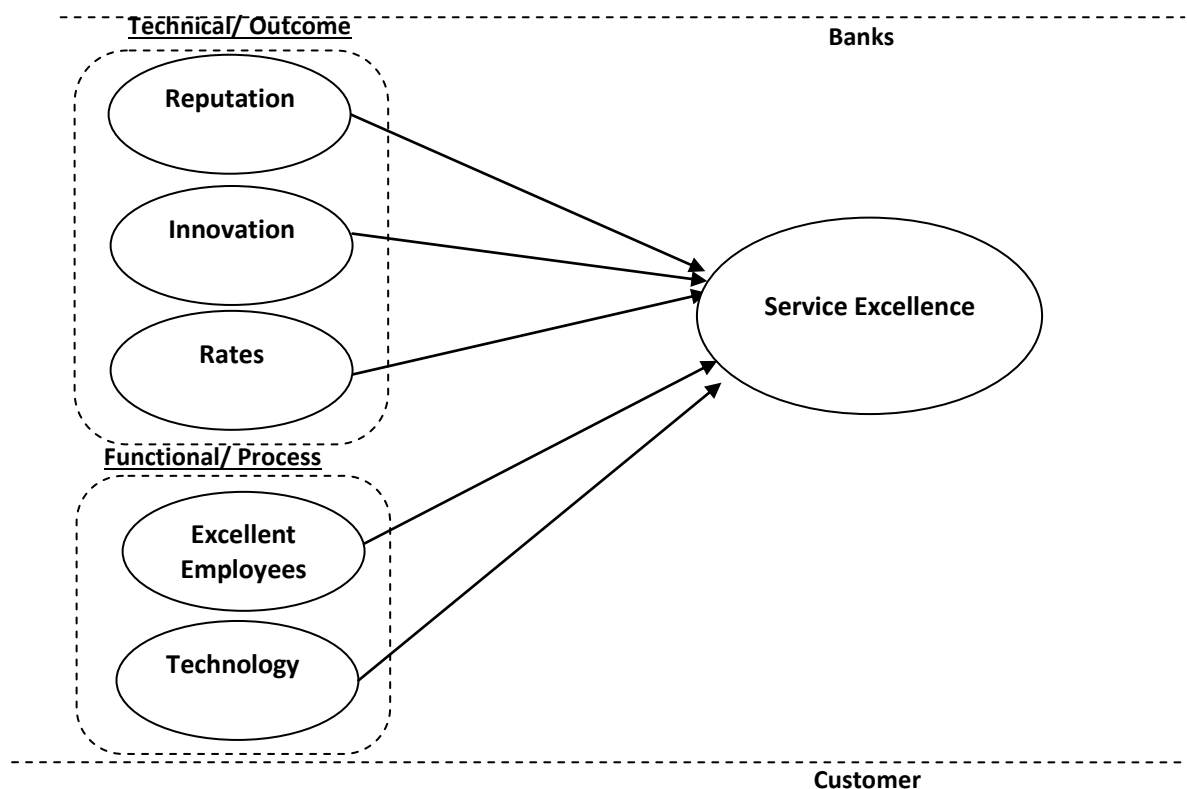 Technical/ Outcome
Banks
Reputation
Innovation
Rates
Service Excellence
Functional/ Process
Excellent
Employees
Technology
Customer